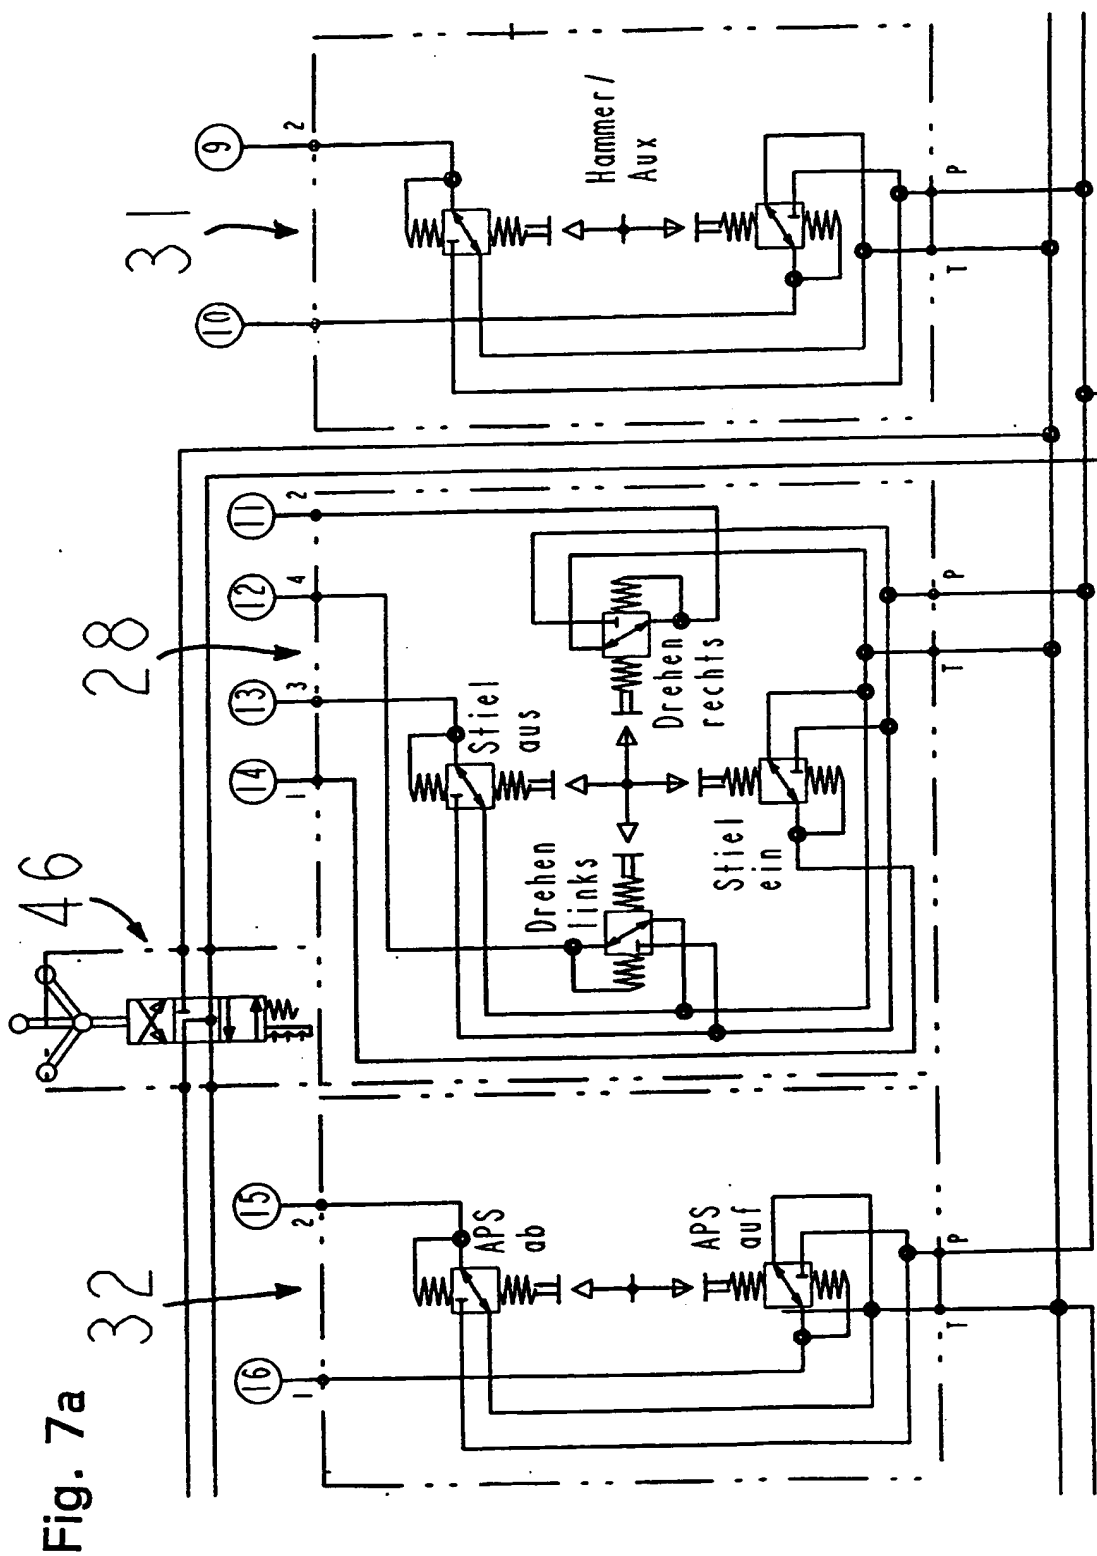 Fig. 7a
32
46
28
31
16
15
14
13
12
11
10
9
1
2
1
3
4
2
2
APS
ab
APS
auf
Drehen
links
Stiel
aus
Stiel
ein
Drehen
rechts
Hammer/
Aux
T
P
T
P
T
P